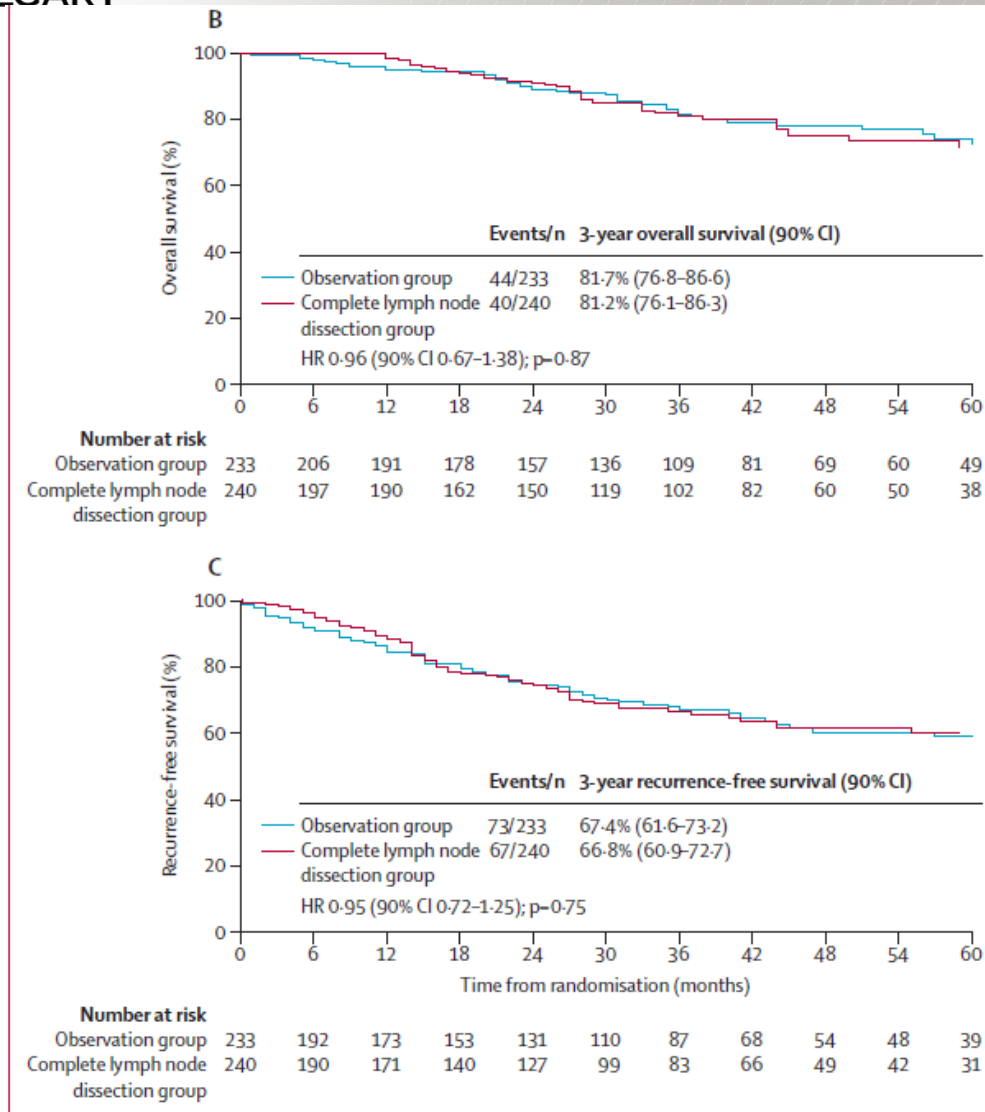 B
100
80
60
40
20
0
Overall survival (%)
Events/n 3-year overall survival (90% CI)
Observation group 44/233 81·7% (76·8–86·6)
Complete lymph node 40/240 81·2% (76·1–86·3)
dissection group
HR 0·96 (90% CI 0·67–1·38); p=0·87
0 6 12 18 24 30 36 42 48 54 60
Number at risk
Observation group 233 206 191 178 157 136 109 81 69 60 49
Complete lymph node 240 197 190 162 150 119 102 82 60 50 38
dissection group
C
100
80
60
40
20
0
Recurrence-free survival (%)
Events/n 3-year recurrence-free survival (90% CI)
Observation group 73/233 67·4% (61·6–73·2)
Complete lymph node 67/240 66·8% (60·9–72·7)
dissection group
HR 0·95 (90% CI 0·72–1·25); p=0·75
0 6 12 18 24 30 36 42 48 54 60
Time from randomisation (months)
Number at risk
Observation group 233 192 173 153 131 110 87 68 54 48 39
Complete lymph node 240 190 171 140 127 99 83 66 49 42 31
dissection group